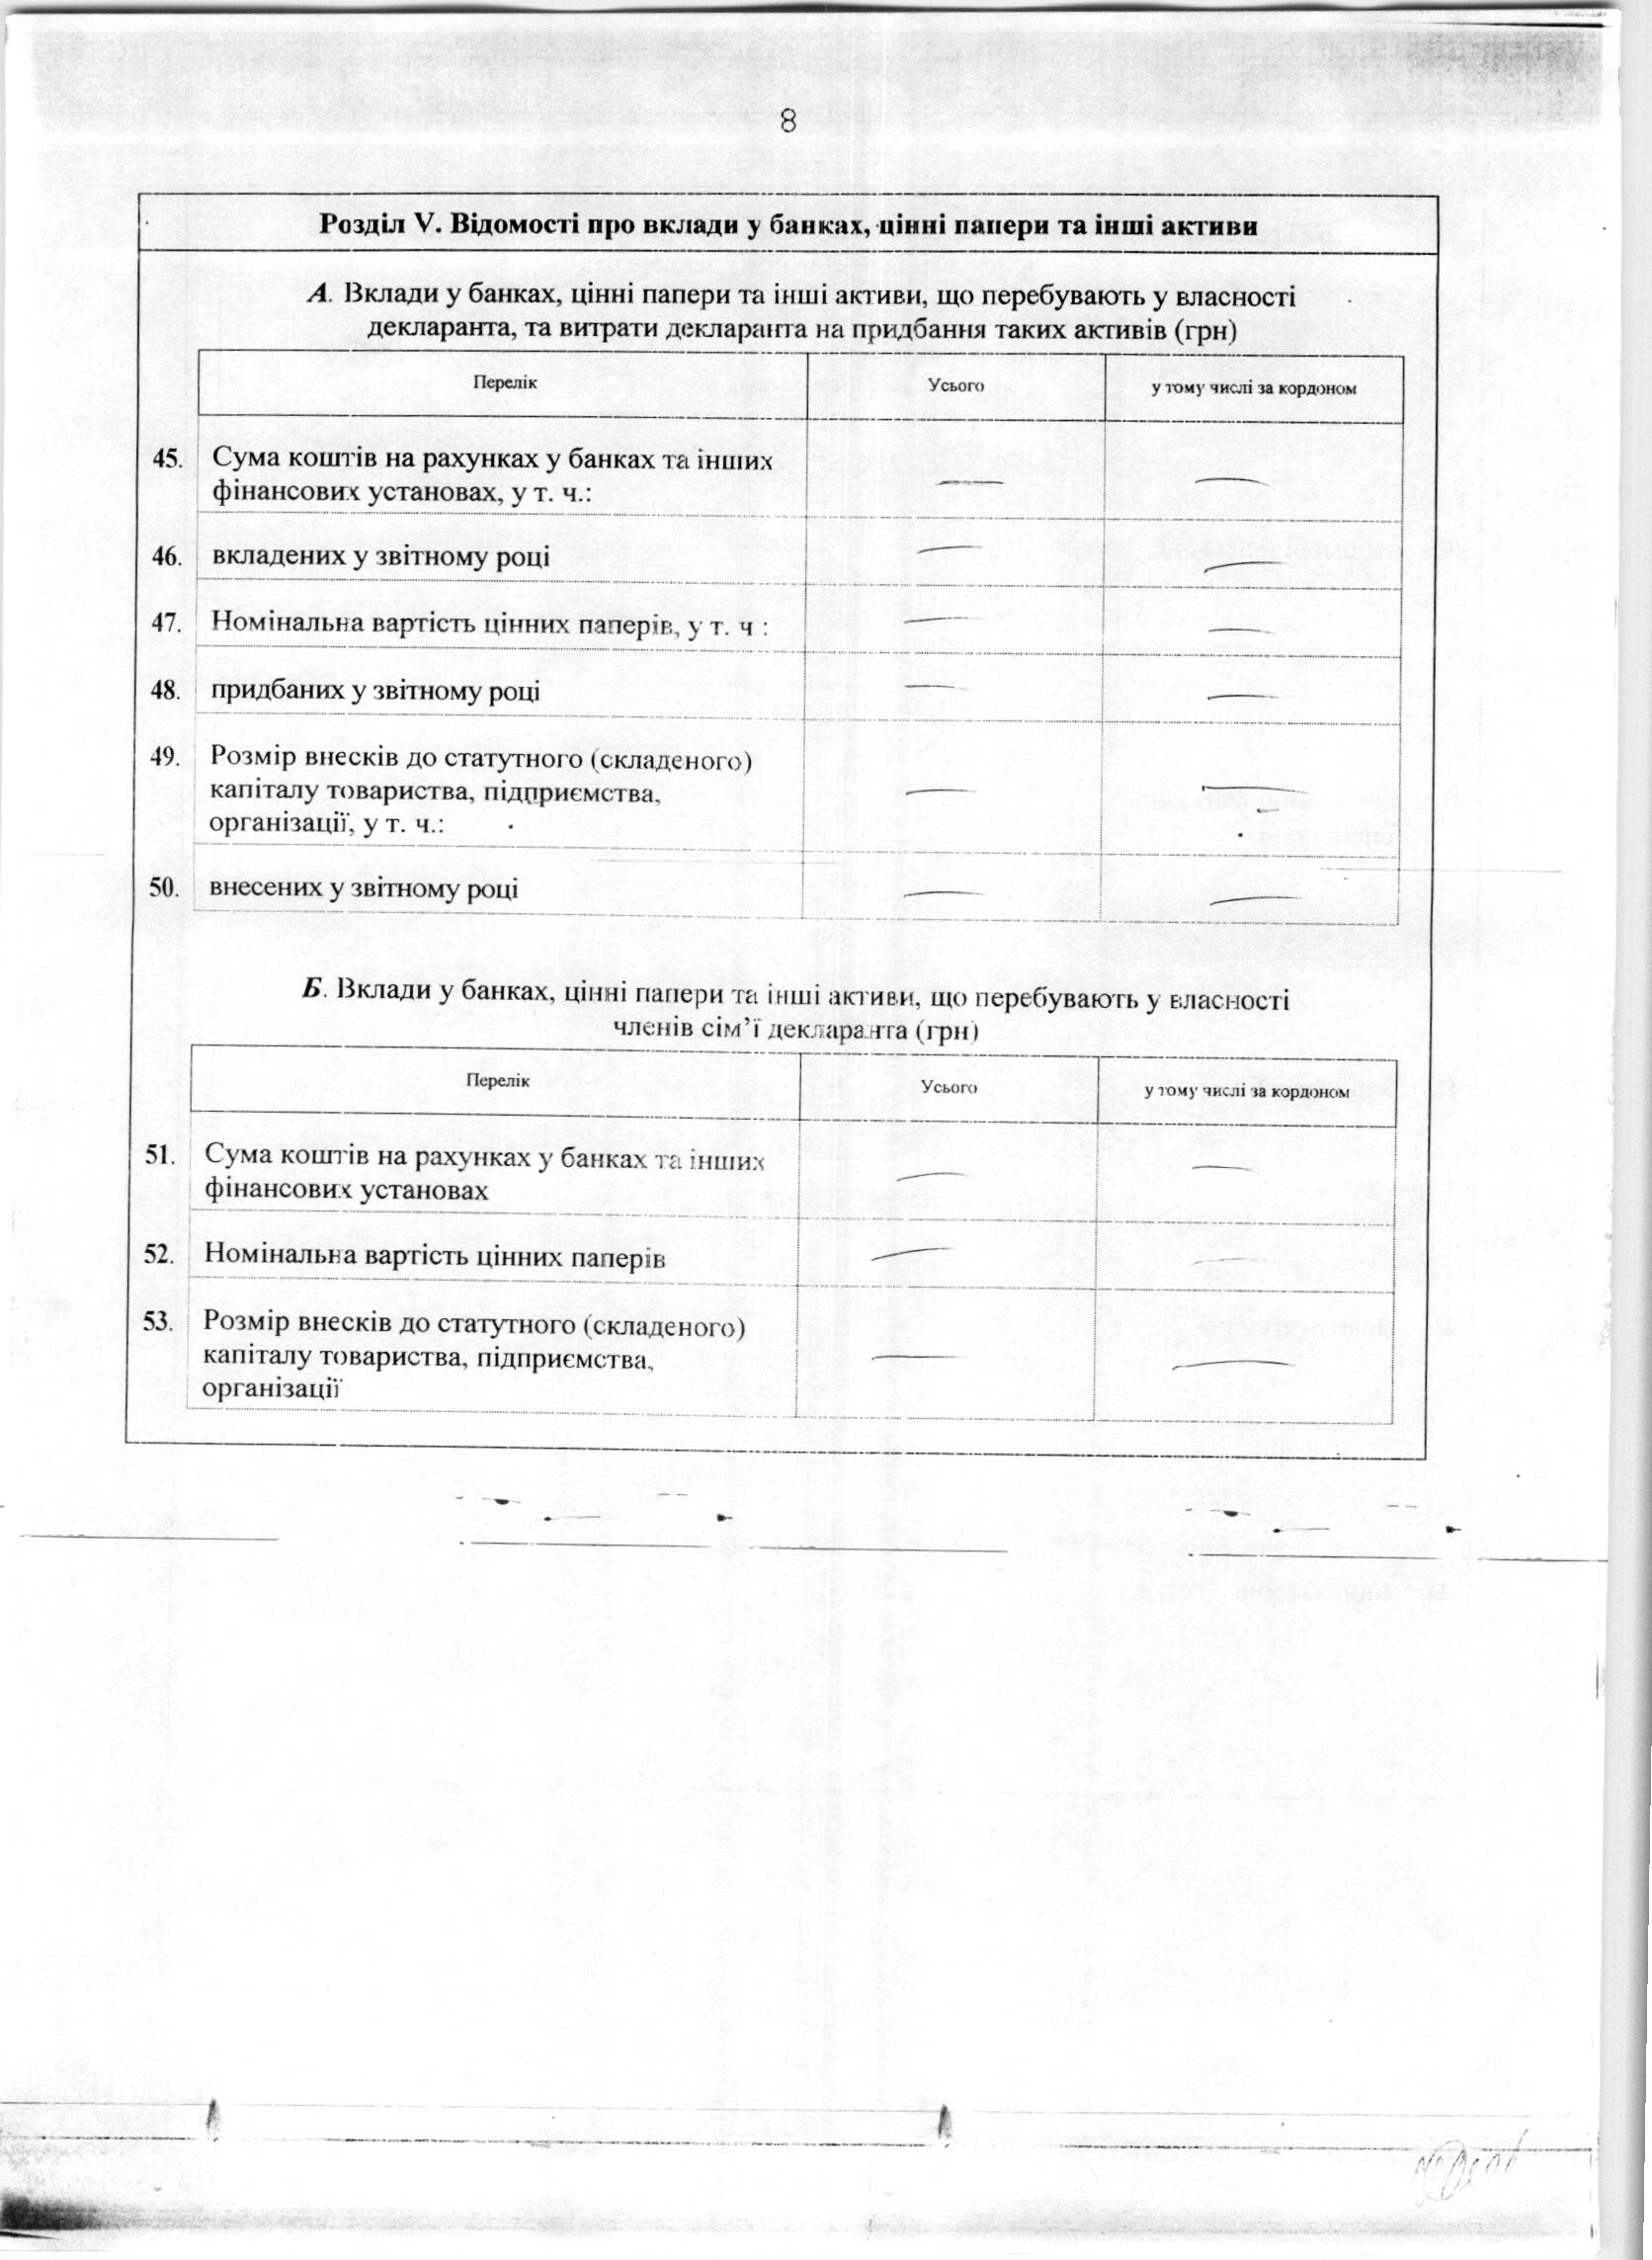 8
Розділ V. Відомості про вклади у банках, цінні папери та інші активи
А. Вклади у банках, цінні папери та інші активи, що перебувають у власності
декларанта, та витрати декларанта на придбання таких активів (грн)
Перелік Усього у тому числі за кордоном
45. Сума коштів на рахунках у банках та інших
фінансових установах, у т. ч.: — —
46. вкладених у звітному році — —
47. Номінальна вартість цінних паперів, у т. ч : — —
48. придбаних у звітному році — —
49. Розмір внесків до статутного (складеного)
капіталу товариства, підприємства, — —
організації, у т. ч.:
50. внесених у звітному році — —
Б. Вклади у банках, цінні папери та інші активи, що перебувають у власності
членів сім’ї декларанта (грн)
Перелік Усього у тому числі за кордоном
51. Сума коштів на рахунках у банках та інших — —
фінансових установах
52. Номінальна вартість цінних паперів — —
53. Розмір внесків до статутного (складеного)
капіталу товариства, підприємства, — —
організації